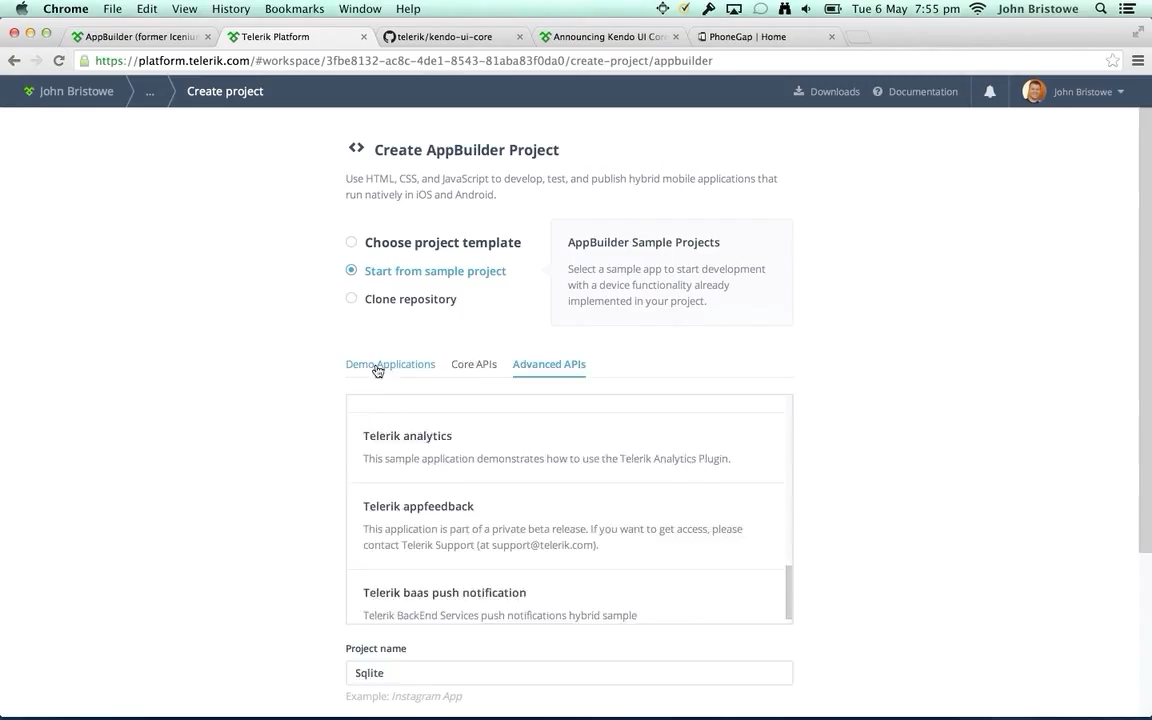 Chrome File Edit View History Bookmarks Window Help Tue 6 May 7:55 pm John Bristowe
AppBuilder (former Iceniu
Telerik Platform
telerik/kendo-ui-core
Announcing Kendo UI Cor
PhoneGap | Home
https://platform.telerik.com/#workspace/3fbe8132-ac8c-4de1-8543-81aba83f0da0/create-project/appbuilder
John Bristowe ... Create project Downloads Documentation John Bristowe
Create AppBuilder Project
Use HTML, CSS, and JavaScript to develop, test, and publish hybrid mobile applications that
run natively in iOS and Android.
Choose project template
Start from sample project
Clone repository
AppBuilder Sample Projects
Select a sample app to start development
with a device functionality already
implemented in your project.
Demo Applications Core APIs Advanced APIs
Telerik analytics
This sample application demonstrates how to use the Telerik Analytics Plugin.
Telerik appfeedback
This application is part of a private beta release. If you want to get access, please
contact Telerik Support (at support@telerik.com).
Telerik baas push notification
Telerik BackEnd Services push notifications hybrid sample
Project name
Sqlite
Example: Instagram App